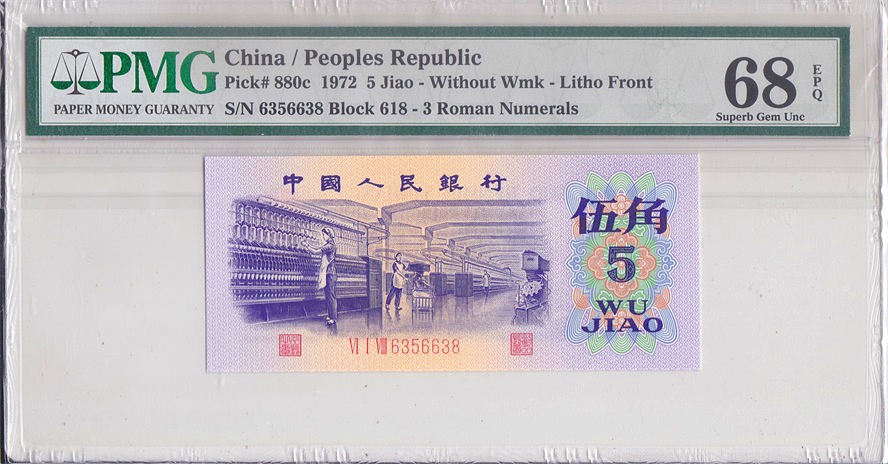 PMG
PAPER MONEY GUARANTY
China / Peoples Republic
Pick# 880c 1972 5 Jiao - Without Wmk - Litho Front
S/N 6356638 Block 618 - 3 Roman Numerals
68 EPQ
Superb Gem Unc
中國人民銀行
伍角
5
WU
JIAO
VI I VIII 6356638